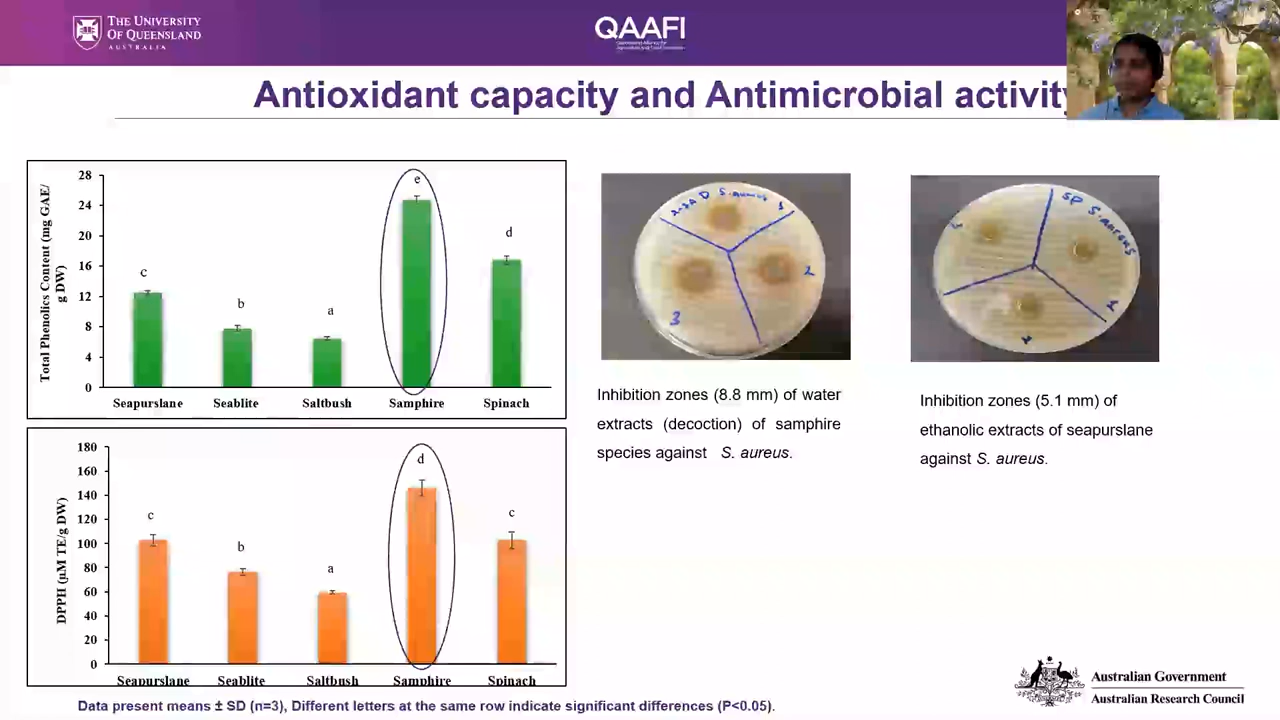 THE UNIVERSITY
OF QUEENSLAND
AUSTRALIA
QAAFI
Antioxidant capacity and Antimicrobial activity
Total Phenolics Content (mg GAE/
g DW)
28
24
20
16
12
8
4
0
c
b
a
e
d
Seapurslane
Seablite
Saltbush
Samphire
Spinach
DPPH (µM TE/g DW)
180
160
140
120
100
80
60
40
20
0
c
b
a
d
c
Seapurslane
Seablite
Saltbush
Samphire
Spinach
S. aureus
2
3
SP S. aureus
Inhibition zones (8.8 mm) of water
extracts (decoction) of samphire
species against S. aureus.
Inhibition zones (5.1 mm) of
ethanolic extracts of seapurslane
against S. aureus.
Data present means ± SD (n=3), Different letters at the same row indicate significant differences (P<0.05).
Australian Government
Australian Research Council